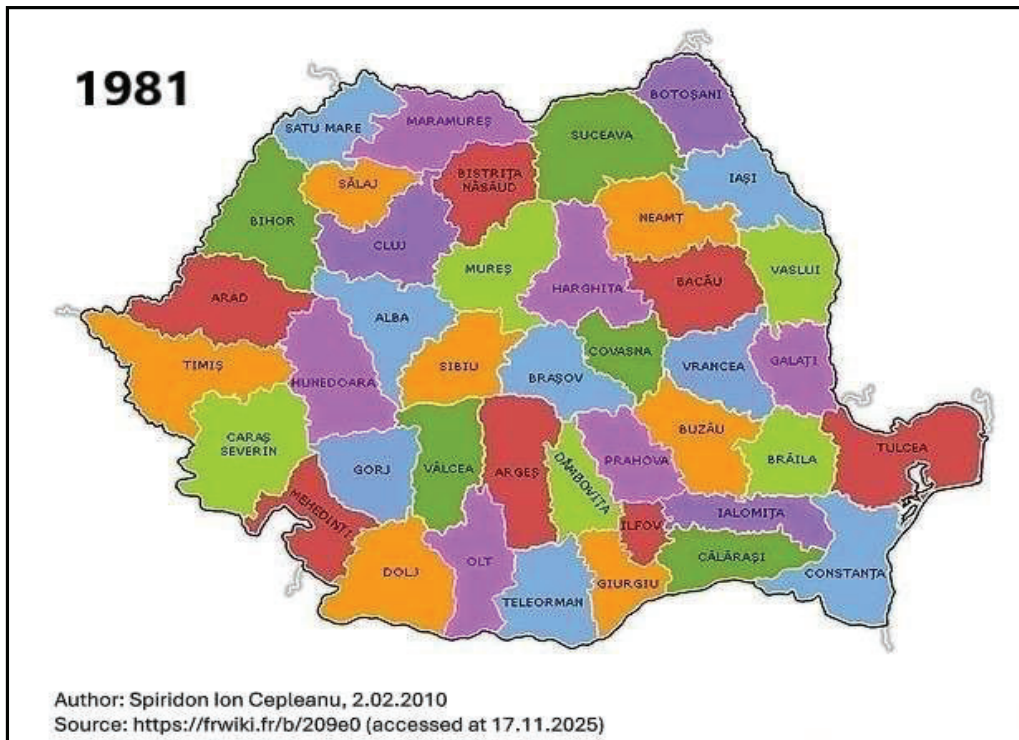 1981
BOTOȘANI
SATU MARE
MARAMUREȘ
SUCEAVA
IAȘI
SĂLAJ
BISTRIȚA
NĂSĂUD
NEAMȚ
BIHOR
CLUJ
MUREȘ
HARGHITA
BACĂU
VASLUI
ARAD
ALBA
TIMIȘ
HUNEDOARA
SIBIU
BRAȘOV
COVASNA
VRANCEA
GALAȚI
CARAȘ
SEVERIN
GORJ
VÂLCEA
ARGEȘ
DÂMBOVIȚA
PRAHOVA
BUZĂU
BRĂILA
TULCEA
MEHEDINȚI
ILFOV
IALOMIȚA
DOLJ
OLT
TELEORMAN
GIURGIU
CĂLĂRAȘI
CONSTANȚA
Author: Spiridon Ion Cepleanu, 2.02.2010
Source: https://frwiki.fr/b/209e0 (accessed at 17.11.2025)